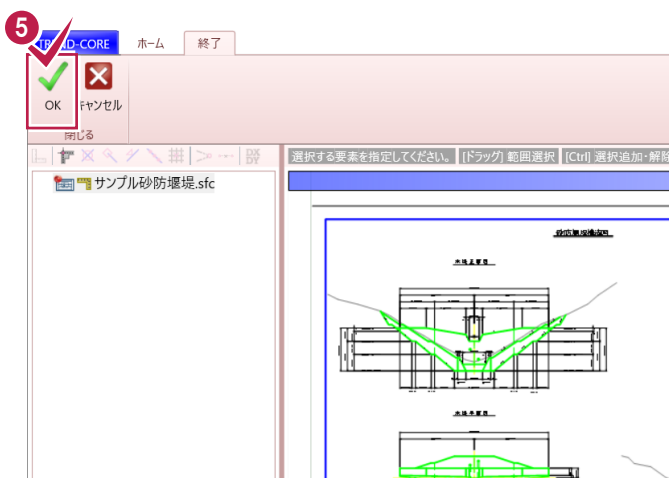 5
TREND-CORE ホーム 終了
OK キャンセル
閉じる
選択する要素を指定してください。 [ドラッグ] 範囲選択 [Ctrl] 選択追加・解除
サンプル砂防堰堤.sfc